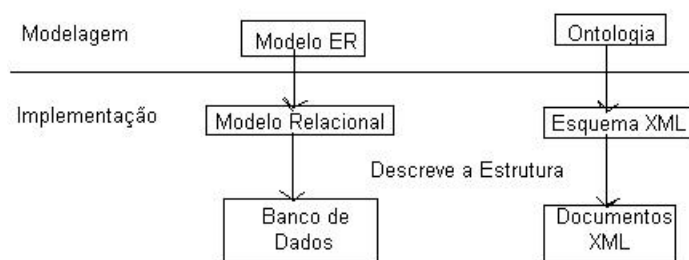 Modelagem
Modelo ER
Ontologia
Implementação
Modelo Relacional
Esquema XML
Descreve a Estrutura
Banco de
Dados
Documentos
XML